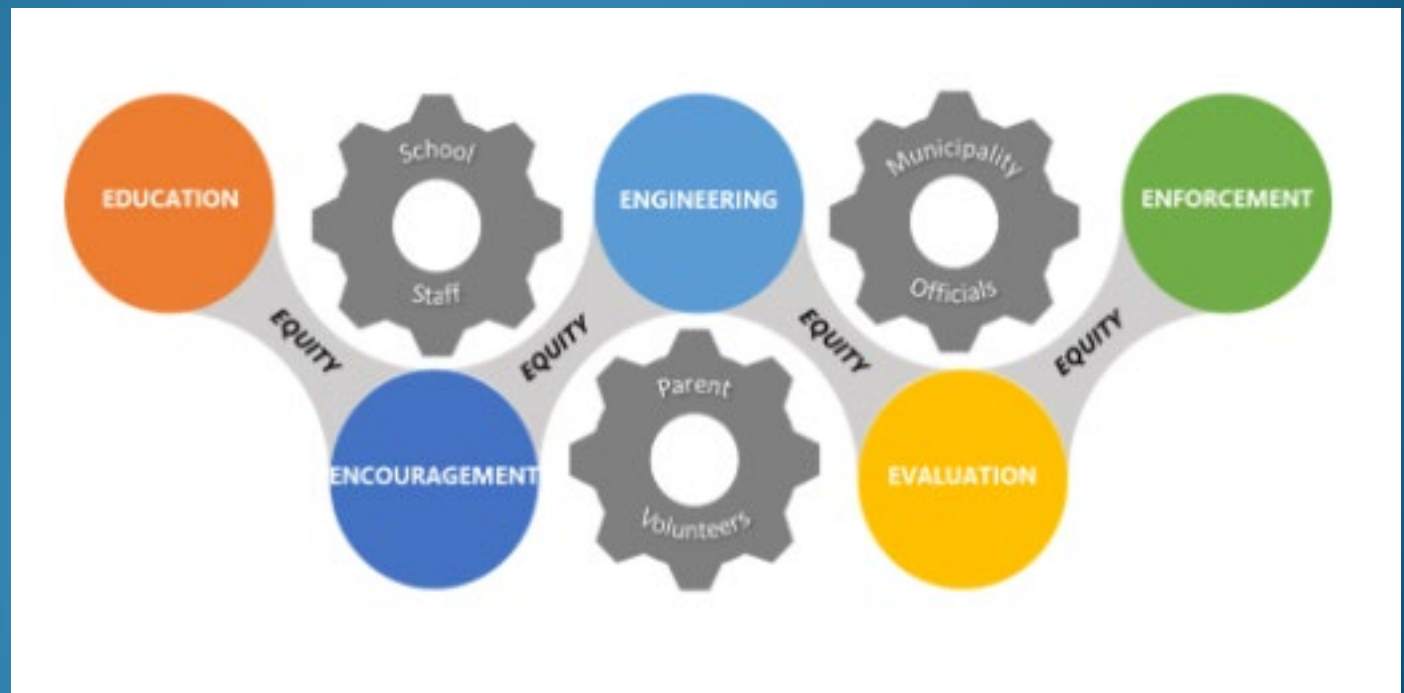 School
Staff
Municipality
Officials
EDUCATION
ENGINEERING
ENFORCEMENT
EQUITY
EQUITY
EQUITY
EQUITY
Parent
Volunteers
ENCOURAGEMENT
EVALUATION